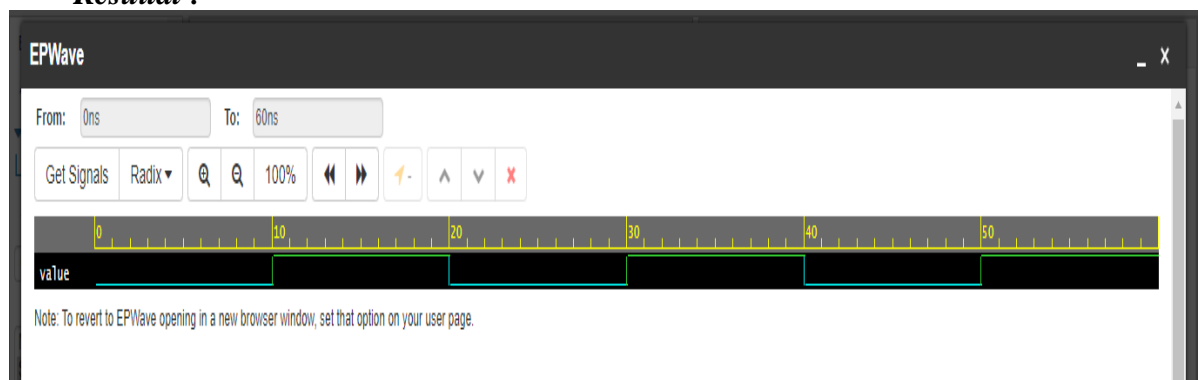 Résultat :
EPWave
From: 0ns To: 60ns
Get Signals Radix 100%
0 10 20 30 40 50
value
Note: To revert to EPWave opening in a new browser window, set that option on your user page.